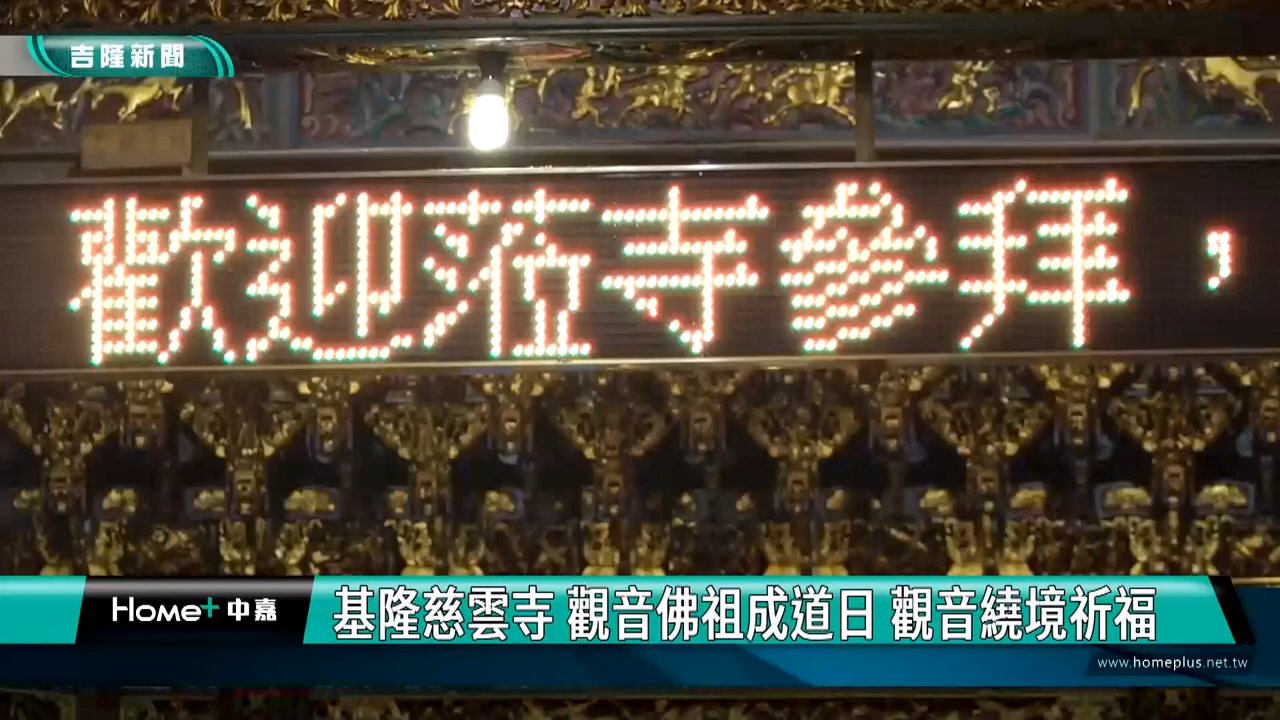 吉隆新聞
歡迎蒞寺參拜，
Home+ 中嘉
基隆慈雲寺 觀音佛祖成道日 觀音繞境祈福
www.homeplus.net.tw